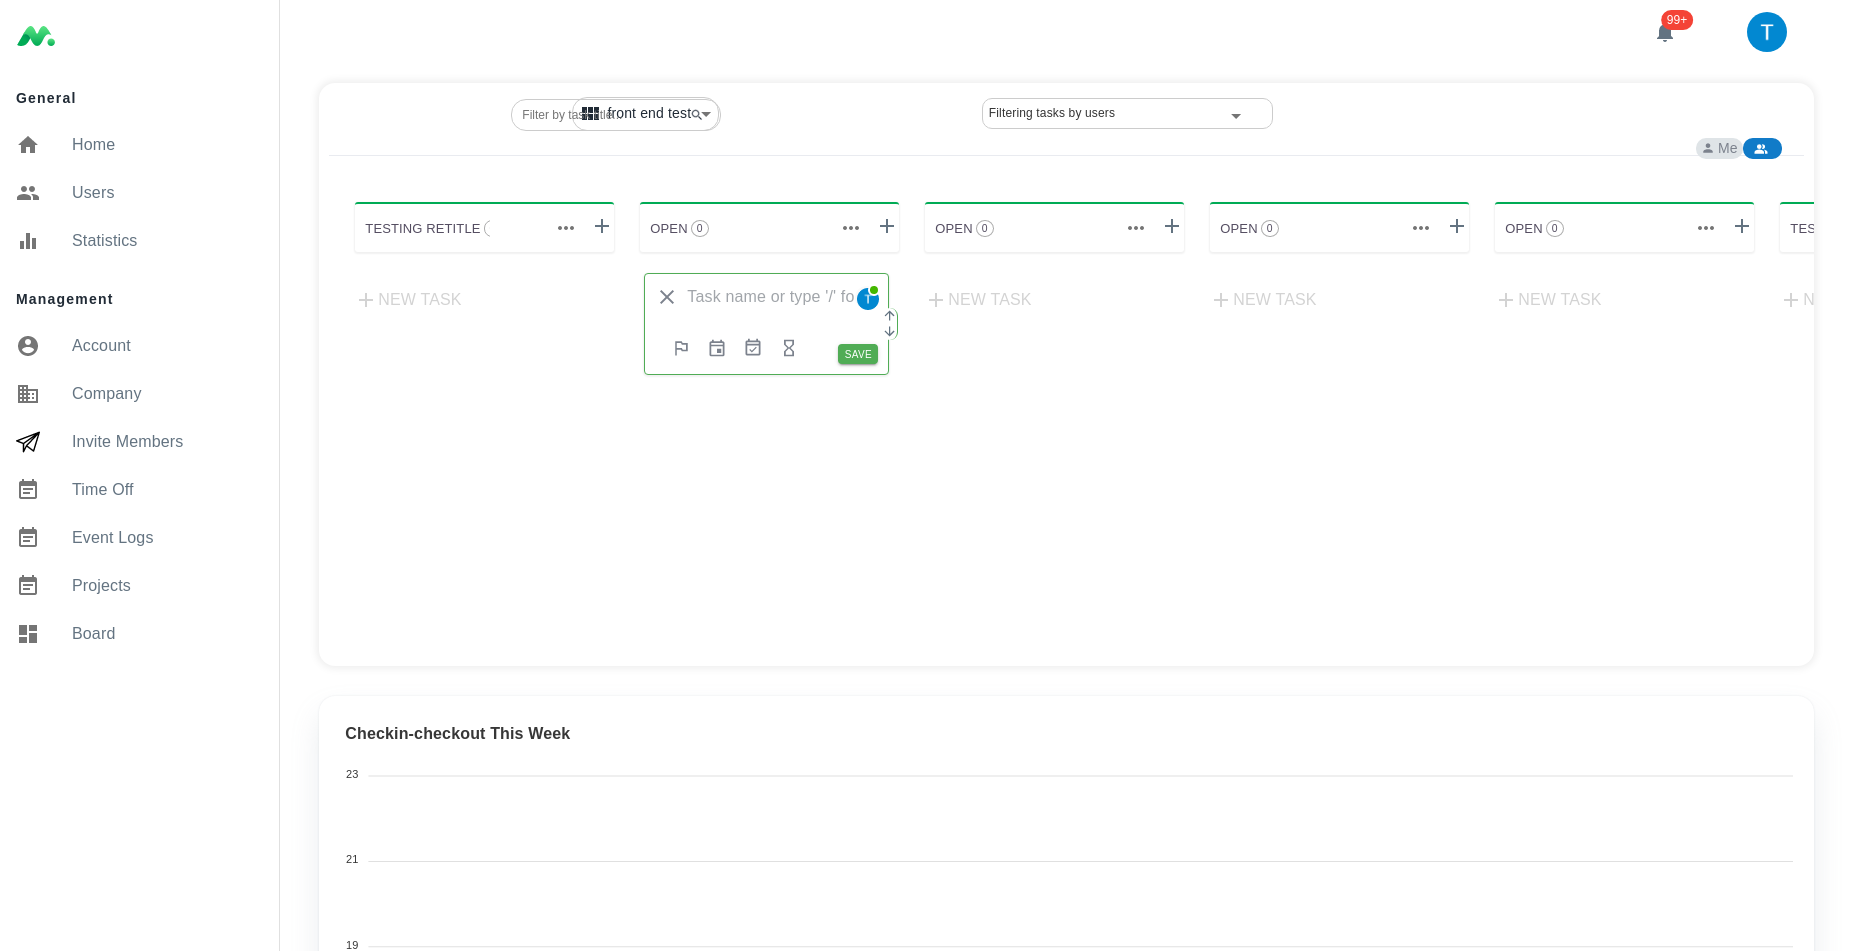 99+
T
General
Home
Users
Statistics
Management
Account
Company
Invite Members
Time Off
Event Logs
Projects
Board
Filter by task title...
front end test
Filtering tasks by users
Me
TESTING RETITLE
OPEN 0
OPEN 0
OPEN 0
OPEN 0
TES
NEW TASK
Task name or type '/' fo
T
SAVE
NEW TASK
NEW TASK
NEW TASK
N
Checkin-checkout This Week
23
21
19